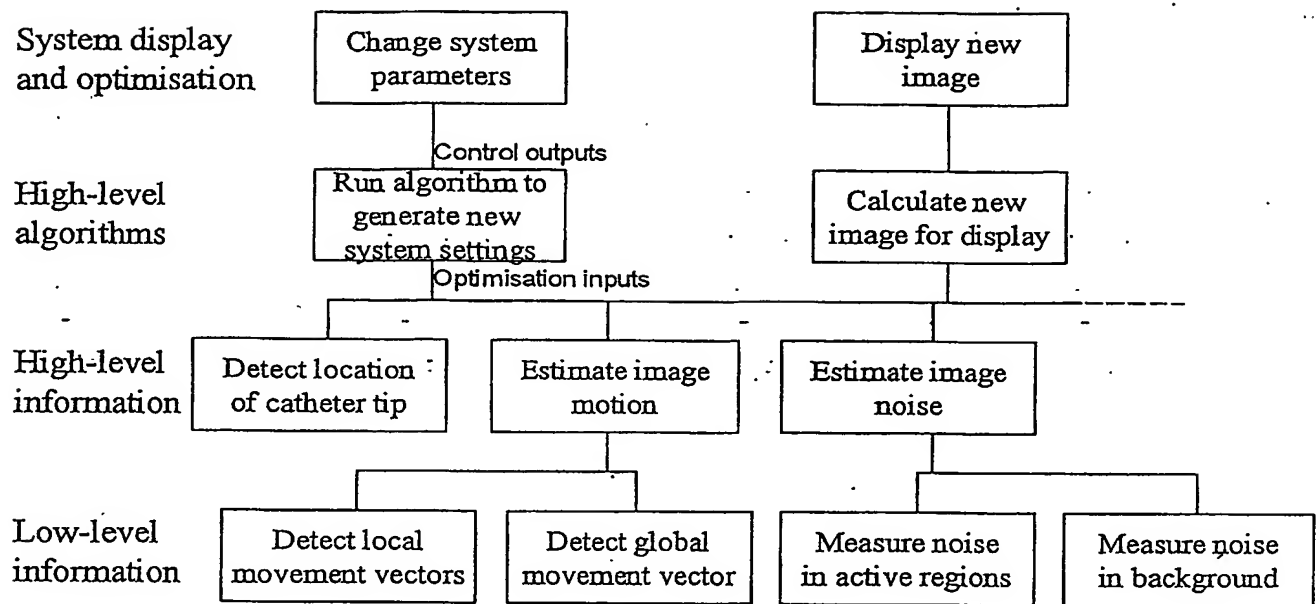 System display
and optimisation
Change system
parameters
Display new
image
Control outputs
High-level
algorithms
Run algorithm to
generate new
system settings
Calculate new
image for display
Optimisation inputs
High-level
information
Detect location
of catheter tip
Estimate image
motion
Estimate image
noise
Low-level
information
Detect local
movement vectors
Detect global
movement vector
Measure noise
in active regions
Measure noise
in background